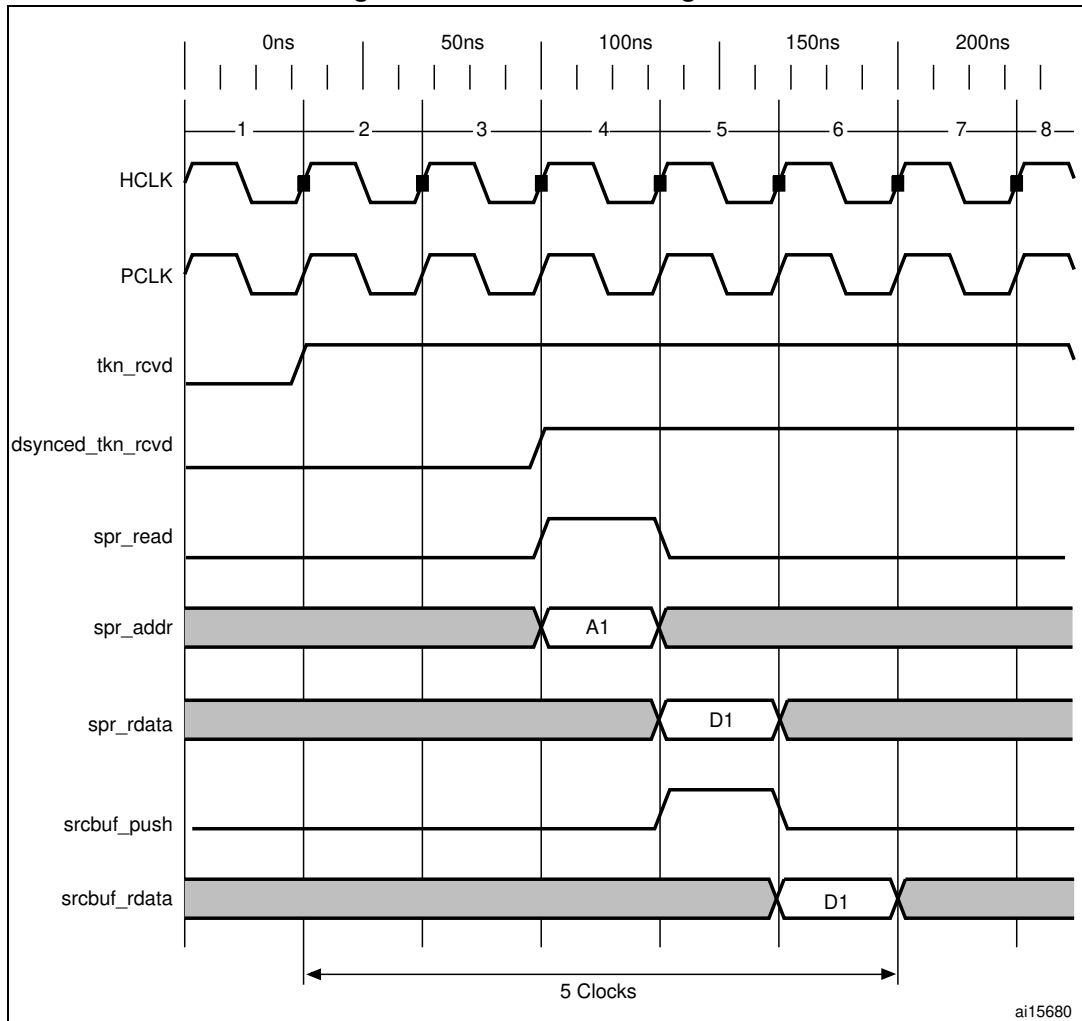 0ns 50ns 100ns 150ns 200ns
1 2 3 4 5 6 7 8
HCLK
PCLK
tkn_rcvd
dsynced_tkn_rcvd
spr_read
spr_addr A1
spr_rdata D1
srcbuf_push
srcbuf_rdata D1
5 Clocks
ai15680